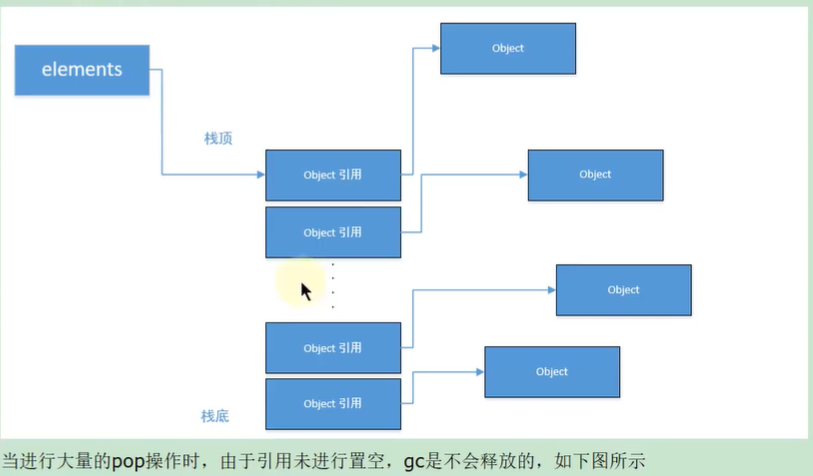 Object
elements
栈顶
Object 引用
Object
Object 引用
Object
Object 引用
Object
Object 引用
栈底
当进行大量的pop操作时，由于引用未进行置空，gc是不会释放的，如下图所示